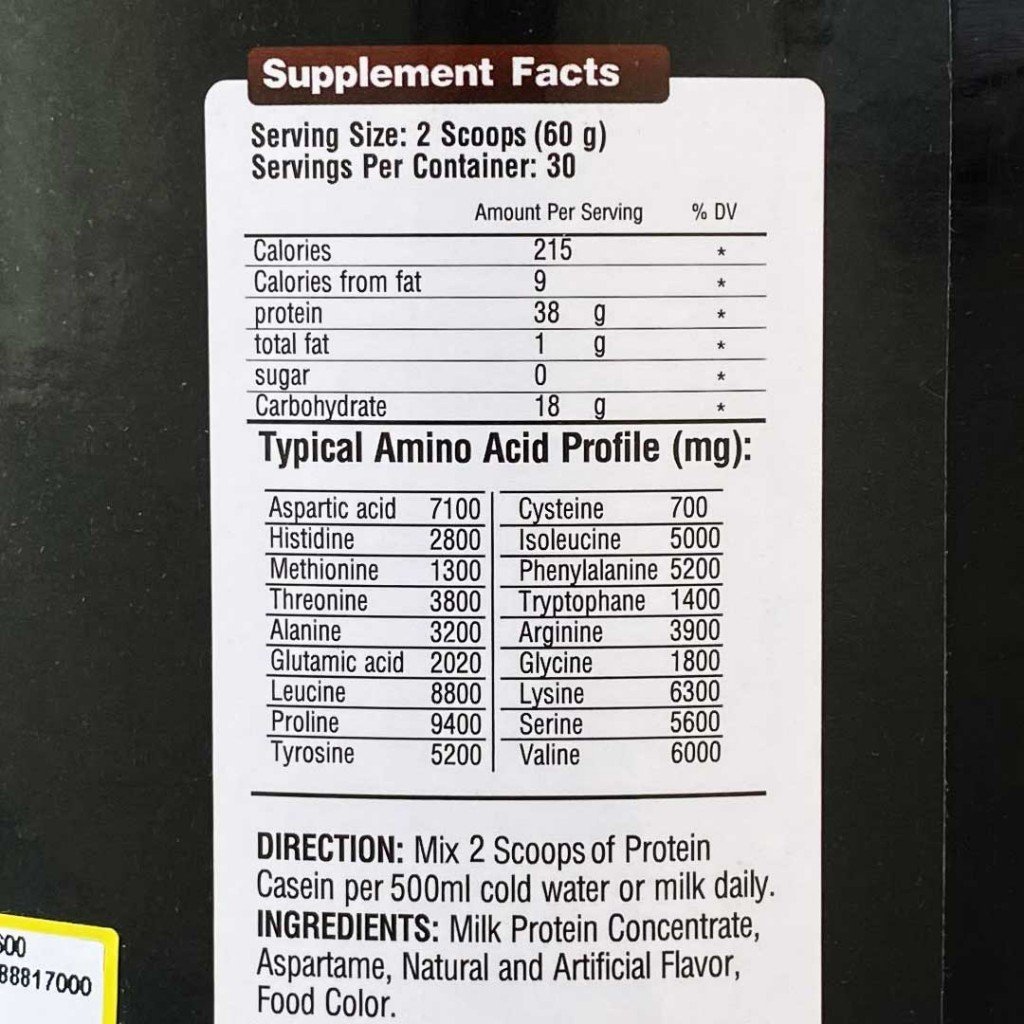 Supplement Facts
Serving Size: 2 Scoops (60 g)
Servings Per Container: 30
Amount Per Serving % DV
Calories 215 *
Calories from fat 9 *
protein 38 g *
total fat 1 g *
sugar 0 *
Carbohydrate 18 g *
Typical Amino Acid Profile (mg):
Aspartic acid 7100 Cysteine 700
Histidine 2800 Isoleucine 5000
Methionine 1300 Phenylalanine 5200
Threonine 3800 Tryptophane 1400
Alanine 3200 Arginine 3900
Glutamic acid 2020 Glycine 1800
Leucine 8800 Lysine 6300
Proline 9400 Serine 5600
Tyrosine 5200 Valine 6000
DIRECTION: Mix 2 Scoops of Protein
Casein per 500ml cold water or milk daily.
INGREDIENTS: Milk Protein Concentrate,
Aspartame, Natural and Artificial Flavor,
Food Color.
88817000